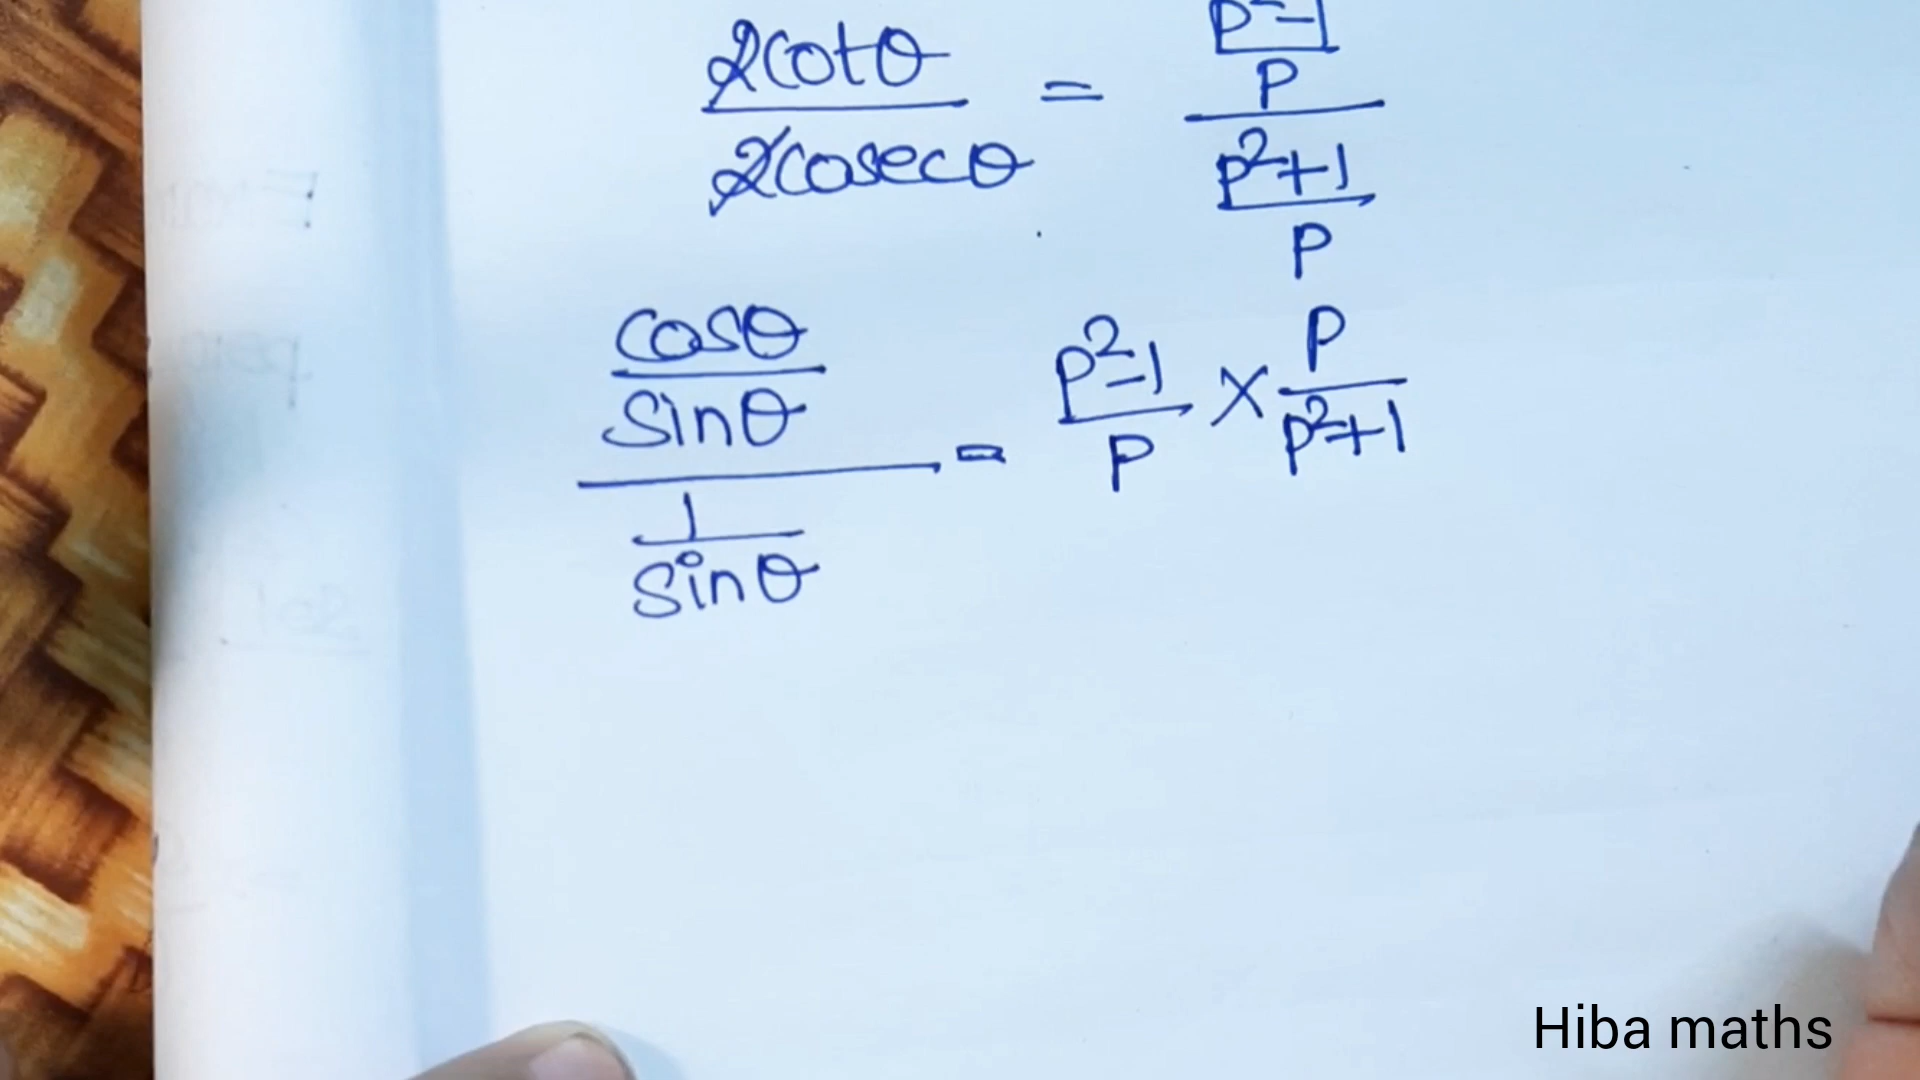 2cotθ / 2cosecθ = (p²-1 / p) / (p²+1 / p)
(cosθ / sinθ) / (1 / sinθ) = p²-1 / p × p / p²+1
Hiba maths